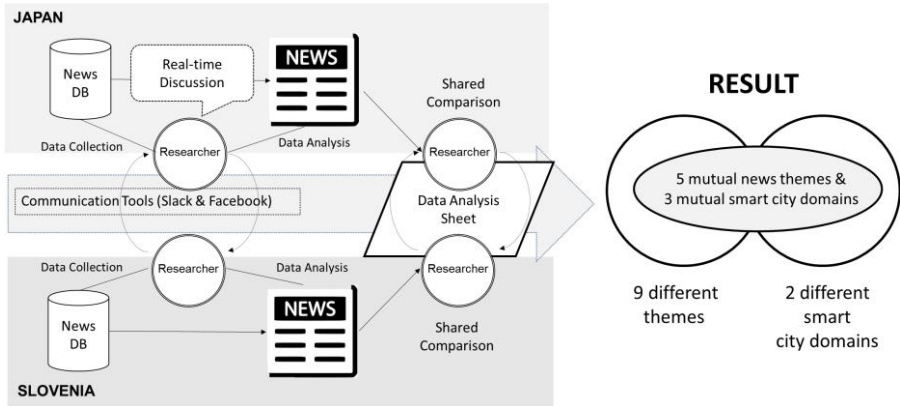 JAPAN
News
DB
Real-time
Discussion
NEWS
Shared
Comparison
Data Collection
Researcher
Data Analysis
Researcher
Communication Tools (Slack & Facebook)
Data Analysis
Sheet
Data Collection
Researcher
Data Analysis
Researcher
News
DB
NEWS
Shared
Comparison
SLOVENIA
RESULT
5 mutual news themes &
3 mutual smart city domains
9 different
themes
2 different
smart
city domains